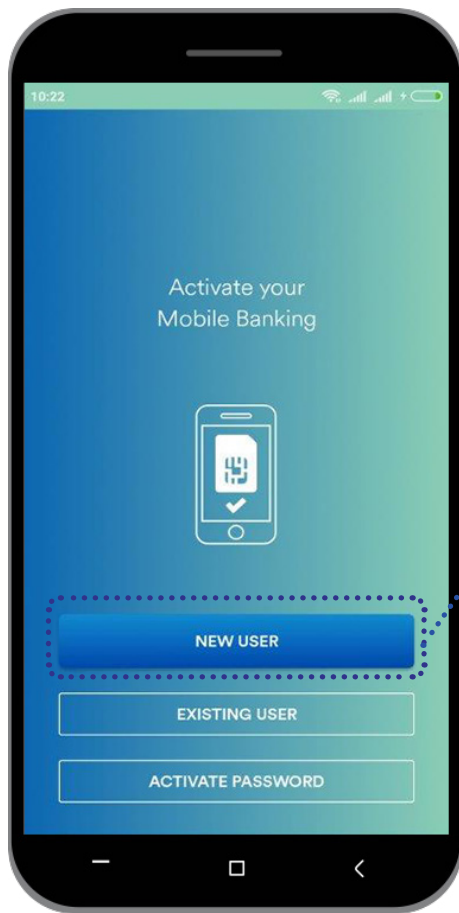 10:22
Activate your
Mobile Banking
NEW USER
EXISTING USER
ACTIVATE PASSWORD